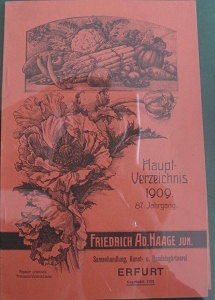 Haupt-
Verzeichnis
1909.
87. Jahrgang.
FRIEDRICH AD. HAAGE JUN.
Samenhandlung, Kunst- u. Handelsgärtnerei
ERFURT